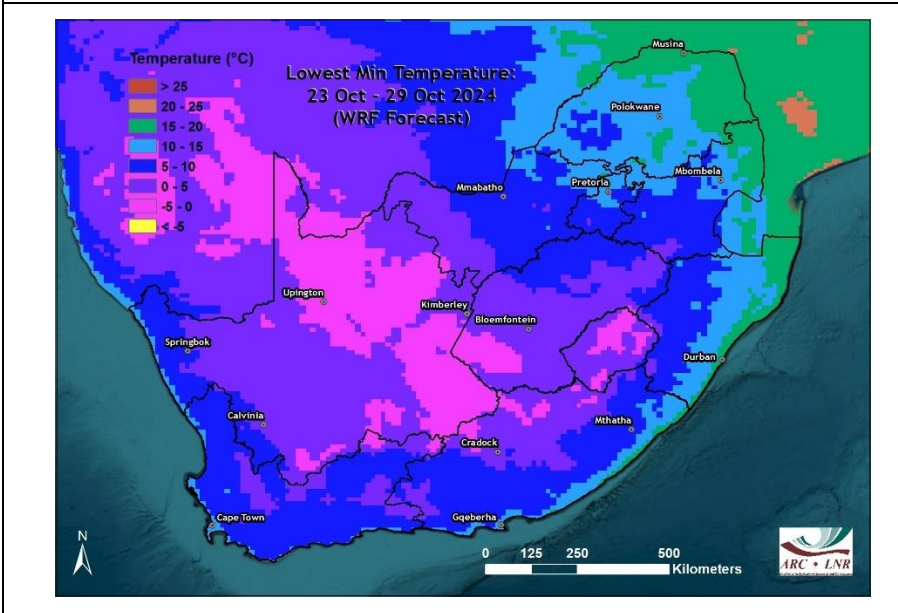 Temperature (°C)
> 25
20 - 25
15 - 20
10 - 15
5 - 10
0 - 5
-5 - 0
< -5
Lowest Min Temperature:
23 Oct - 29 Oct 2024
(WRF Forecast)
Musina
Polokwane
Mbombela
Pretoria
Mmabatho
Upington
Kimberley
Bloemfontein
Springbok
Durban
Calvinia
Mthatha
Cradock
Cape Town
Gqeberha
N
0 125 250 500
Kilometers
ARC • LNR